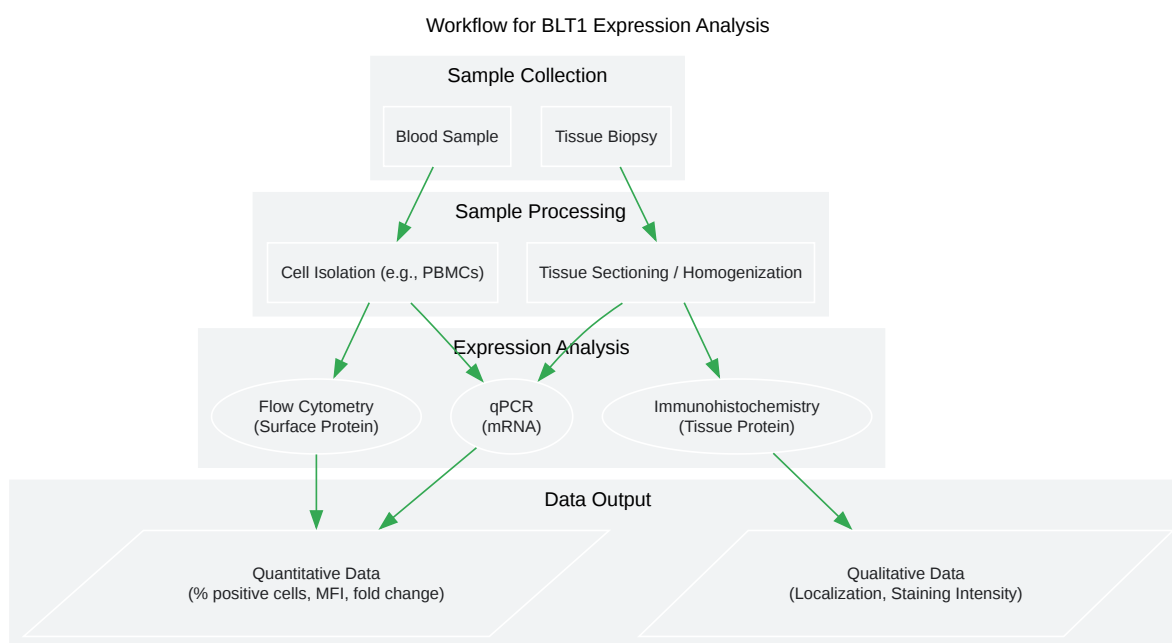 Workflow for BLT1 Expression Analysis
Sample Collection
Blood Sample
Tissue Biopsy
Sample Processing
Cell Isolation (e.g., PBMCs)
Tissue Sectioning / Homogenization
Expression Analysis
Flow Cytometry
(Surface Protein)
qPCR
(mRNA)
Immunohistochemistry
(Tissue Protein)
Data Output
Quantitative Data
(% positive cells, MFI, fold change)
Qualitative Data
(Localization, Staining Intensity)